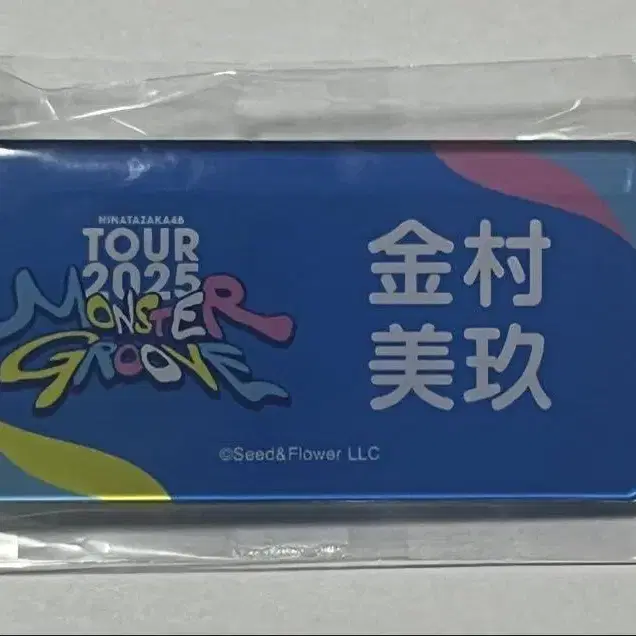 HINATAZAKA46
TOUR
2025
MONSTER
GROOVE
金村
美玖
©Seed&Flower LLC